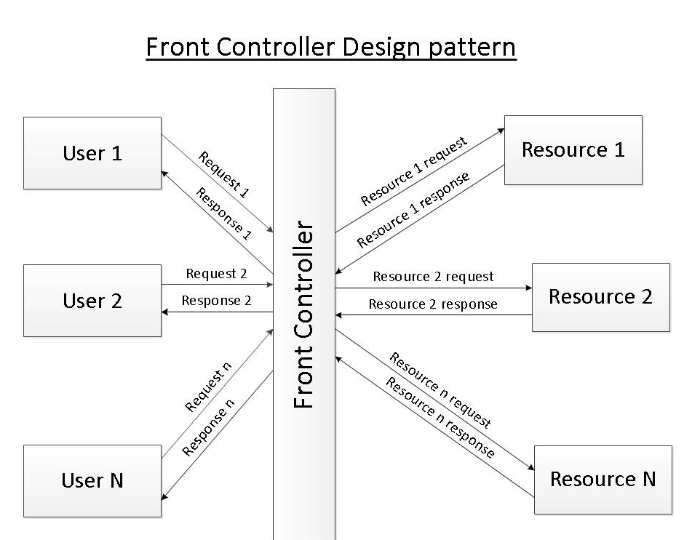 Front Controller Design pattern
User 1
Request 1
Response 1
Resource 1 request
Resource 1 response
Resource 1
User 2
Request 2
Response 2
Front Controller
Resource 2 request
Resource 2 response
Resource 2
User N
Request n
Response n
Resource n request
Resource n response
Resource N